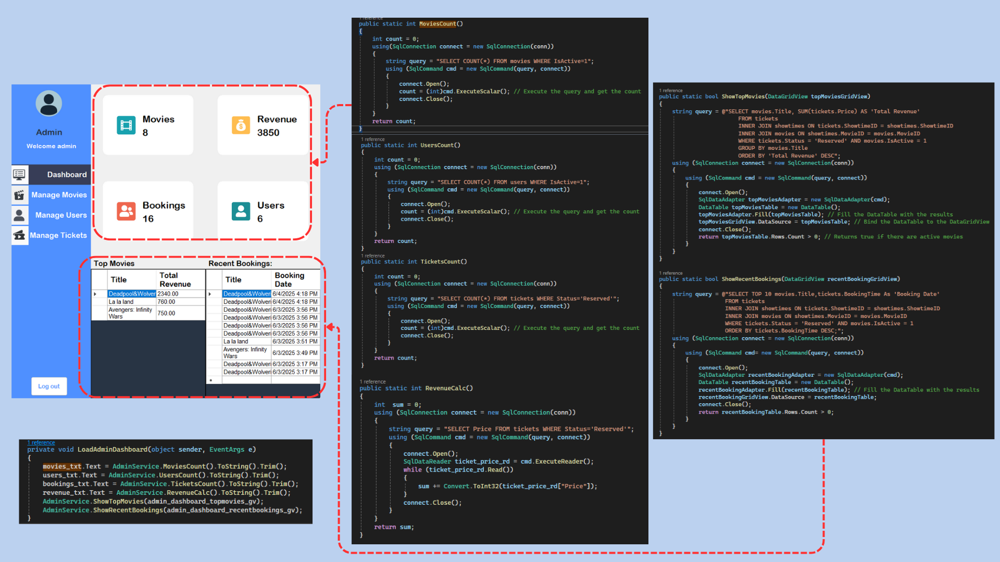 Admin
Welcome admin
Dashboard
Manage Movies
Manage Users
Manage Tickets
Log out
Movies
8
Revenue
3850
Bookings
16
Users
6
Top Movies
Title Total Revenue
Deadpool&Wolver 2340.00
La la land 760.00
Avengers: Infinity Wars 750.00
Recent Bookings:
Title Booking Date
Deadpool&Wolveri 6/4/2025 4:18 PM
Deadpool&Wolveri 6/4/2025 4:18 PM
Deadpool&Wolveri 6/3/2025 3:56 PM
Deadpool&Wolveri 6/3/2025 3:56 PM
Deadpool&Wolveri 6/3/2025 3:56 PM
Deadpool&Wolveri 6/3/2025 3:56 PM
La la land 6/3/2025 3:51 PM
Avengers: Infinity Wars 6/3/2025 3:49 PM
Deadpool&Wolveri 6/3/2025 3:17 PM
Deadpool&Wolveri 6/3/2025 3:17 PM
*
1 reference
private void LoadAdminDashboard(object sender, EventArgs e)
{
movies_txt.Text = AdminService.MoviesCount().ToString().Trim();
users_txt.Text = AdminService.UsersCount().ToString().Trim();
bookings_txt.Text = AdminService.TicketsCount().ToString().Trim();
revenue_txt.Text = AdminService.RevenueCalc().ToString().Trim();
AdminService.ShowTopMovies(admin_dashboard_topmovies_gv);
AdminService.ShowRecentBookings(admin_dashboard_recentbookings_gv);
}
1 reference
public static int MoviesCount()
{
int count = 0;
using(SqlConnection connect = new SqlConnection(conn))
{
string query = "SELECT COUNT(*) FROM movies WHERE IsActive=1";
using (SqlCommand cmd = new SqlCommand(query, connect))
{
connect.Open();
count = (int)cmd.ExecuteScalar(); // Execute the query and get the count
connect.Close();
}
}
return count;
}
1 reference
public static int UsersCount()
{
int count = 0;
using (SqlConnection connect = new SqlConnection(conn))
{
string query = "SELECT COUNT(*) FROM users WHERE IsActive=1";
using (SqlCommand cmd = new SqlCommand(query, connect))
{
connect.Open();
count = (int)cmd.ExecuteScalar(); // Execute the query and get the count
connect.Close();
}
}
return count;
}
1 reference
public static int TicketsCount()
{
int count = 0;
using (SqlConnection connect = new SqlConnection(conn))
{
string query = "SELECT COUNT(*) FROM tickets WHERE Status='Reserved'";
using (SqlCommand cmd = new SqlCommand(query, connect))
{
connect.Open();
count = (int)cmd.ExecuteScalar(); // Execute the query and get the count
connect.Close();
}
}
return count;
}
1 reference
public static int RevenueCalc()
{
int sum = 0;
using (SqlConnection connect = new SqlConnection(conn))
{
string query = "SELECT Price FROM tickets WHERE Status='Reserved'";
using (SqlCommand cmd = new SqlCommand(query, connect))
{
connect.Open();
SqlDataReader ticket_price_rd = cmd.ExecuteReader();
while (ticket_price_rd.Read())
{
sum += Convert.ToInt32(ticket_price_rd["Price"]);
}
connect.Close();
}
}
return sum;
}
1 reference
public static bool ShowTopMovies(DataGridView topMoviesGridView)
{
string query = @"SELECT movies.Title, SUM(tickets.Price) AS 'Total Revenue'
FROM tickets
INNER JOIN showtimes ON tickets.ShowtimeID = showtimes.ShowtimeID
INNER JOIN movies ON showtimes.MovieID = movies.MovieID
WHERE tickets.Status = 'Reserved' AND movies.IsActive = 1
GROUP BY movies.Title
ORDER BY 'Total Revenue' DESC";
using (SqlConnection connect = new SqlConnection(conn))
{
using (SqlCommand cmd = new SqlCommand(query, connect))
{
connect.Open();
SqlDataAdapter topMoviesAdapter = new SqlDataAdapter(cmd);
DataTable topMoviesTable = new DataTable();
topMoviesAdapter.Fill(topMoviesTable); // Fill the DataTable with the results
topMoviesGridView.DataSource = topMoviesTable; // Bind the DataTable to the DataGridView
connect.Close();
return topMoviesTable.Rows.Count > 0; // Returns true if there are active movies
}
}
}
1 reference
public static bool ShowRecentBookings(DataGridView recentBookingGridView)
{
string query = @"SELECT TOP 10 movies.Title,tickets.BookingTime As 'Booking Date'
FROM tickets
INNER JOIN showtimes ON tickets.ShowtimeID = showtimes.ShowtimeID
INNER JOIN movies ON showtimes.MovieID = movies.MovieID
WHERE tickets.Status = 'Reserved' AND movies.IsActive = 1
ORDER BY tickets.BookingTime DESC;";
using (SqlConnection connect = new SqlConnection(conn))
{
using (SqlCommand cmd= new SqlCommand(query, connect))
{
connect.Open();
SqlDataAdapter recentBookingAdapter = new SqlDataAdapter(cmd);
DataTable recentBookingTable = new DataTable();
recentBookingAdapter.Fill(recentBookingTable); // Fill the DataTable with the results
recentBookingGridView.DataSource = recentBookingTable;
connect.Close();
return recentBookingTable.Rows.Count > 0;
}
}
}